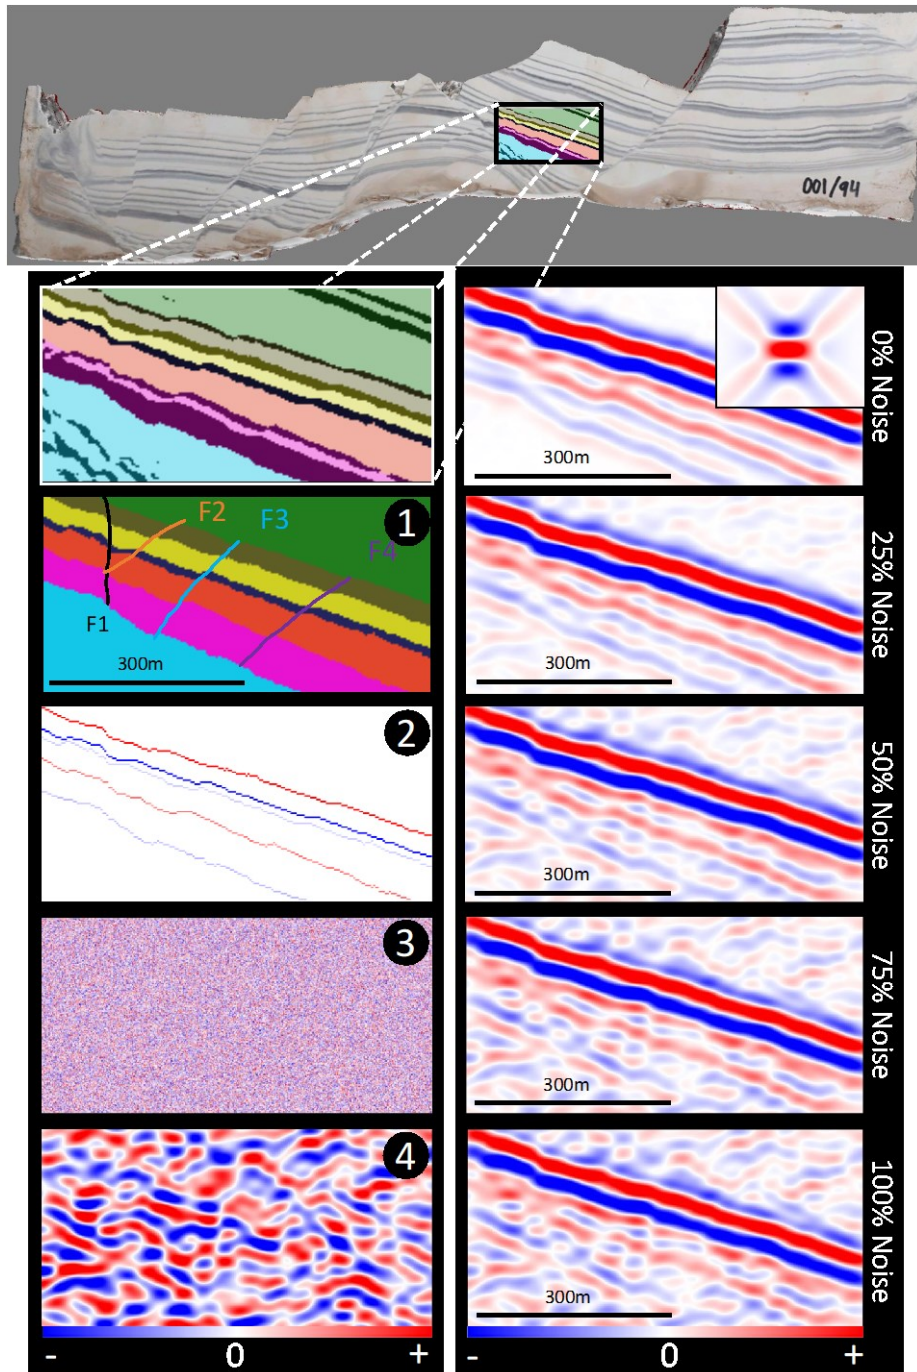 001/94
0% Noise
300m
1
F2
F3
F4
F1
300m
25% Noise
300m
2
50% Noise
300m
3
75% Noise
300m
4
100% Noise
300m
- 0 +
- 0 +